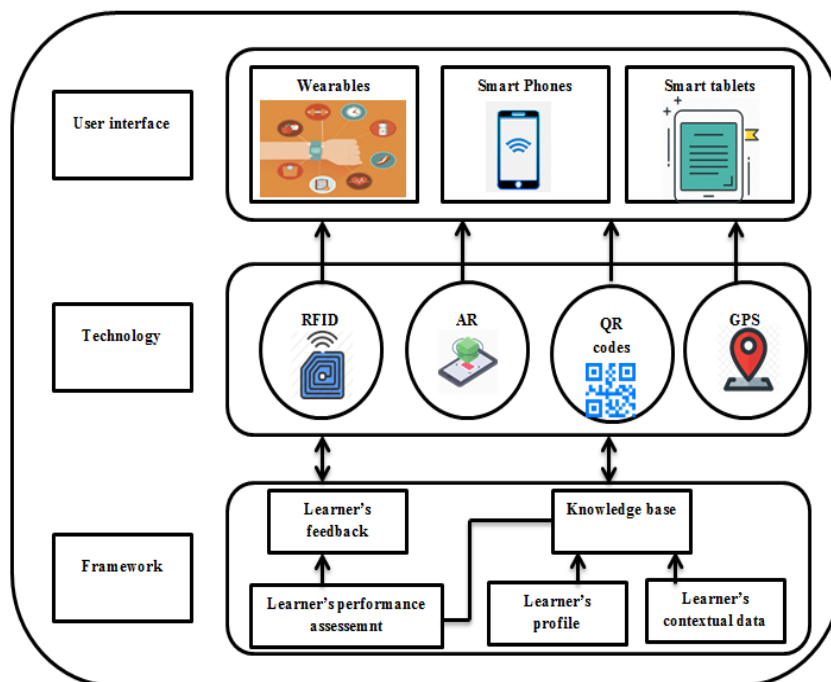 Wearables
Smart Phones
Smart tablets
User interface
RFID
AR
QR
codes
GPS
Technology
Learner's
feedback
Knowledge base
Framework
Learner's performance
assessemnt
Learner's
profile
Learner's
contextual data